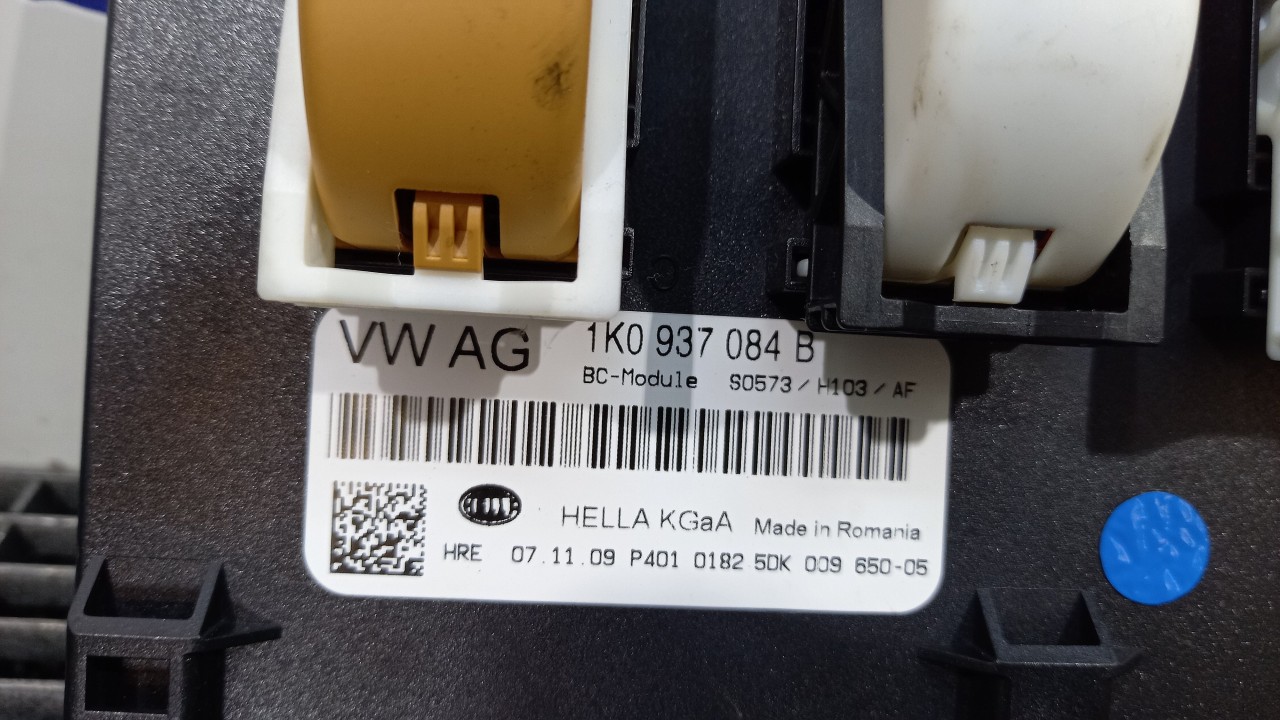 VW AG 1K0 937 084 B
BC-Module S0573 / H103 / AF
HELLA KGaA Made in Romania
HRE 07.11.09 P401 0182 5DK 009 650-05